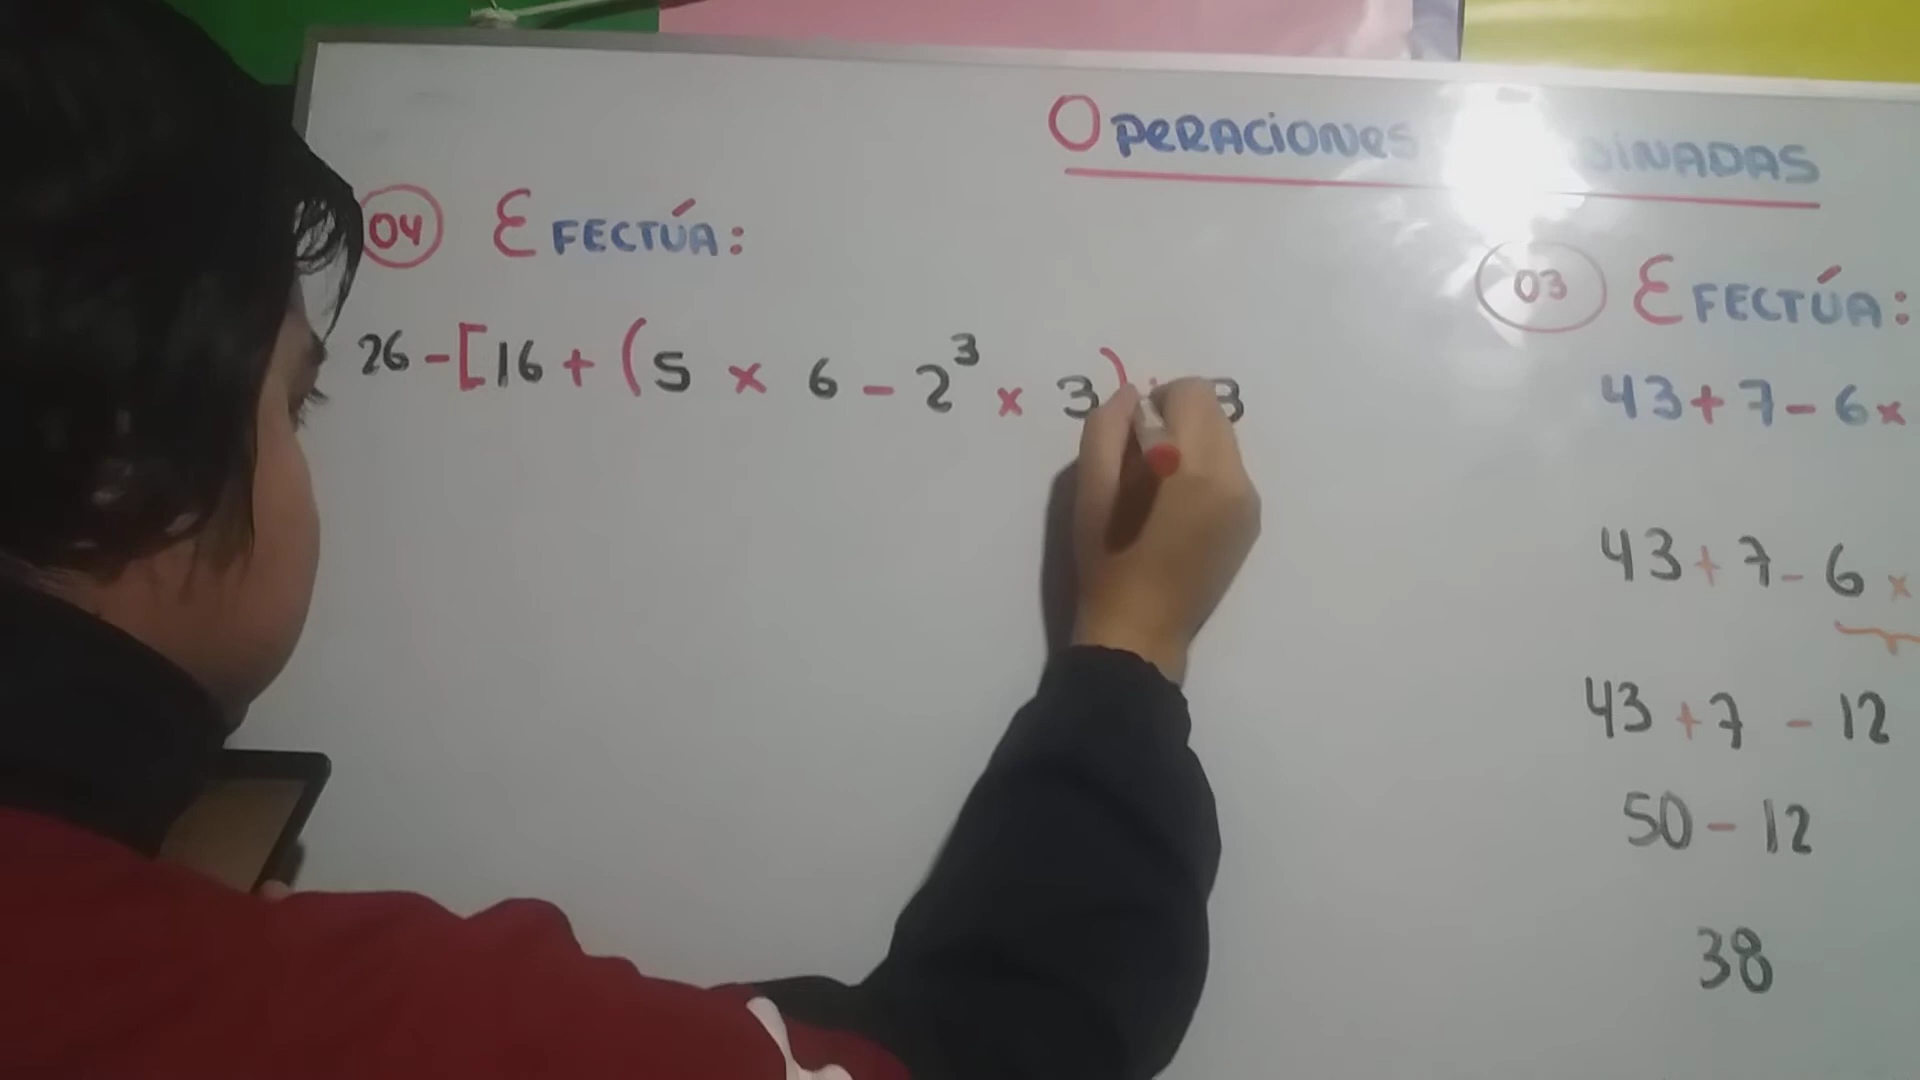 OPERACIONES
04 EFECTÚA:
26 - [16 + (5 x 6 - 2³ x 3)
03 EFECTÚA:
43 + 7 - 6 x
43 + 7 - 6 x
43 + 7 - 12
50 - 12
38